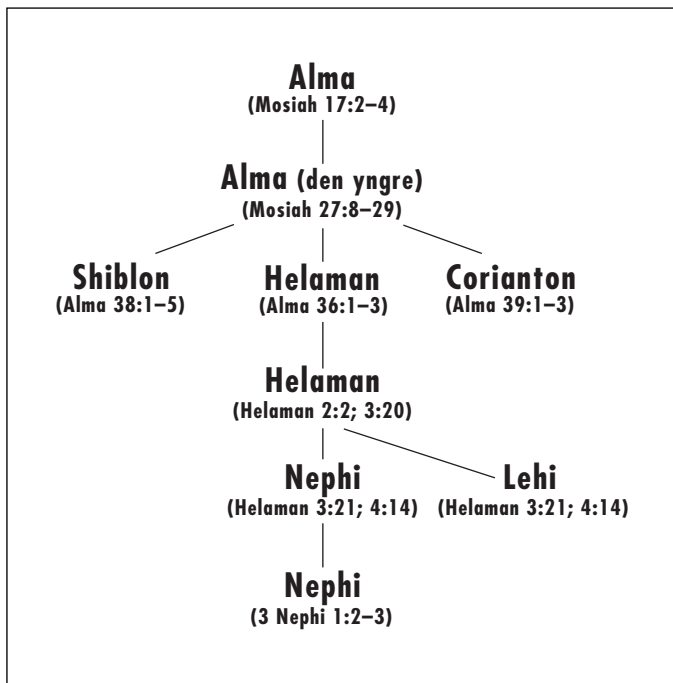 Alma
(Mosiah 17:2–4)
Alma (den yngre)
(Mosiah 27:8–29)
Shiblon
(Alma 38:1–5)
Helaman
(Alma 36:1–3)
Corianton
(Alma 39:1–3)
Helaman
(Helaman 2:2; 3:20)
Nephi
(Helaman 3:21; 4:14)
Lehi
(Helaman 3:21; 4:14)
Nephi
(3 Nephi 1:2–3)